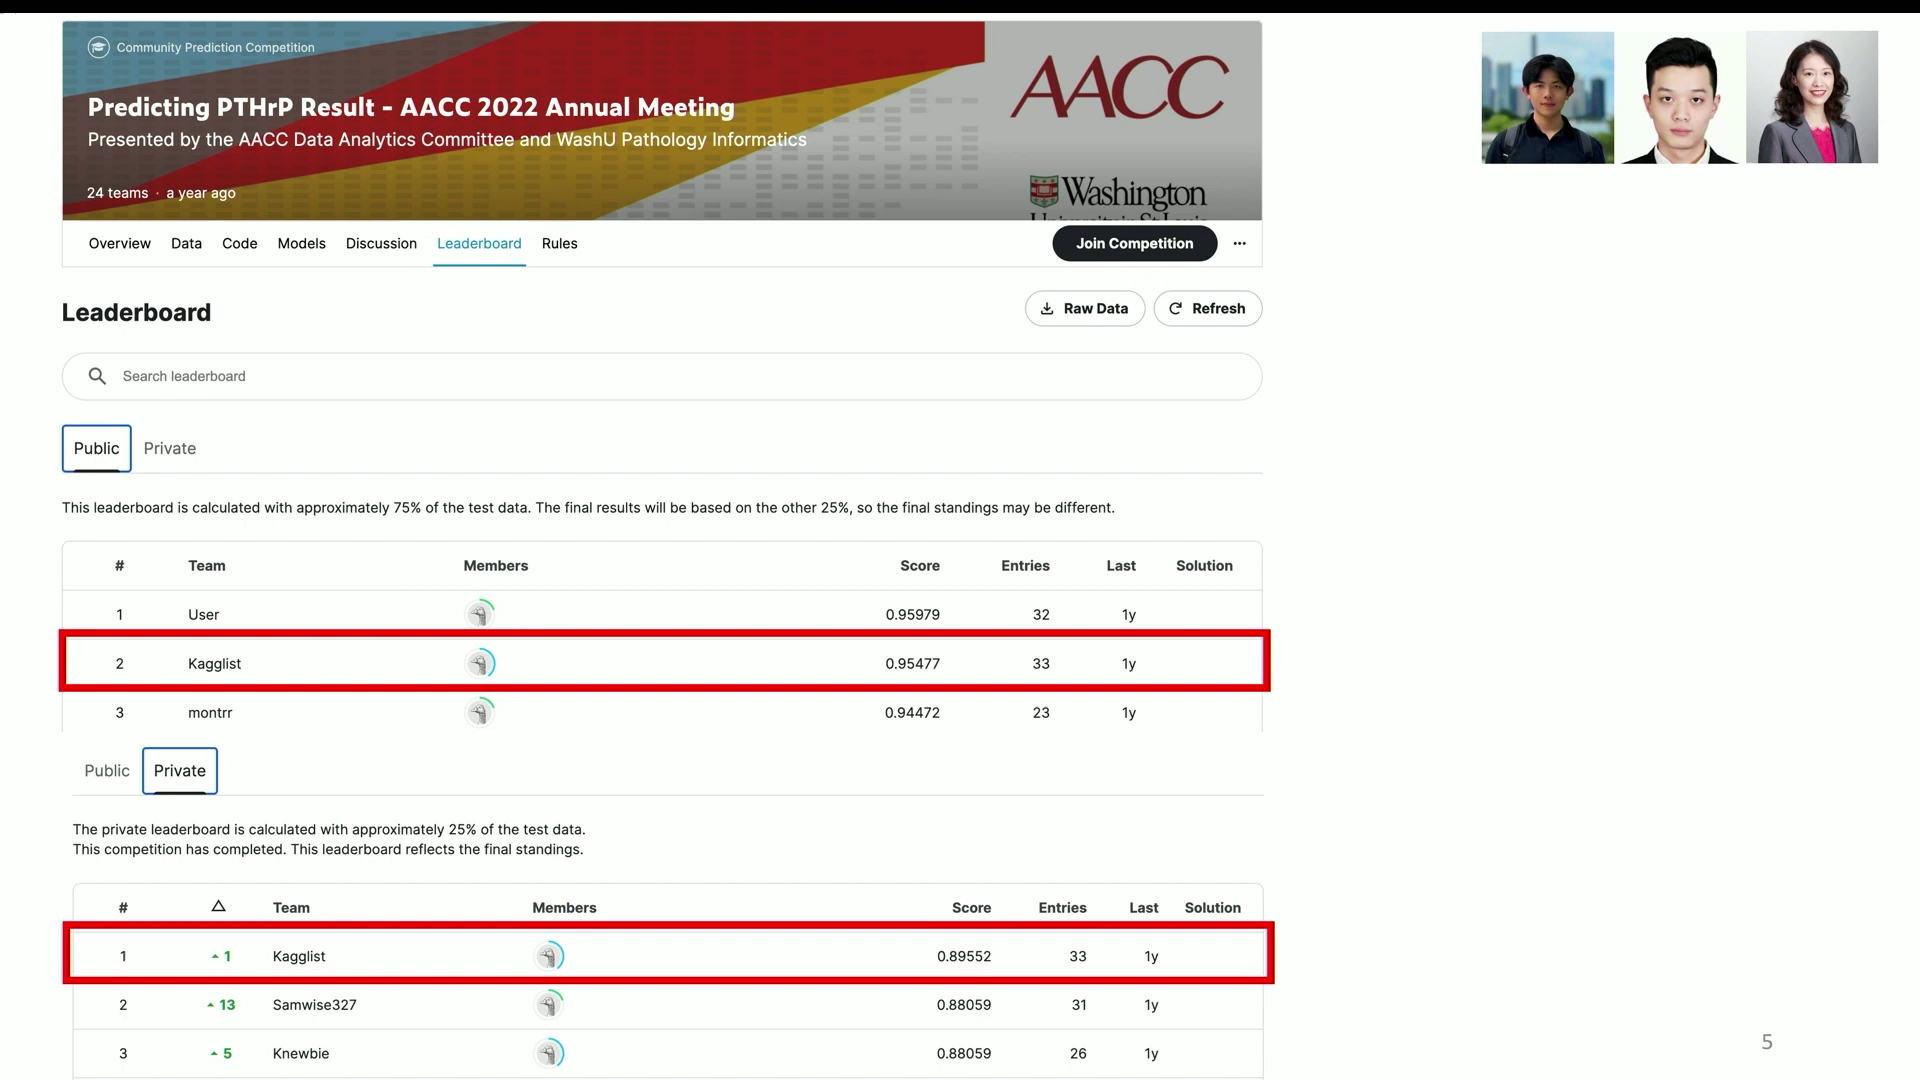 Community Prediction Competition
Predicting PTHrP Result - AACC 2022 Annual Meeting
Presented by the AACC Data Analytics Committee and WashU Pathology Informatics
24 teams · a year ago
AACC
Washington
Overview Data Code Models Discussion Leaderboard Rules
Join Competition ...
Leaderboard
Raw Data Refresh
Search leaderboard
Public Private
This leaderboard is calculated with approximately 75% of the test data. The final results will be based on the other 25%, so the final standings may be different.
# Team Members Score Entries Last Solution
1 User 0.95979 32 1y
2 Kagglist 0.95477 33 1y
3 montrr 0.94472 23 1y
Public Private
The private leaderboard is calculated with approximately 25% of the test data.
This competition has completed. This leaderboard reflects the final standings.
# △ Team Members Score Entries Last Solution
1 1 Kagglist 0.89552 33 1y
2 13 Samwise327 0.88059 31 1y
3 5 Knewbie 0.88059 26 1y
5